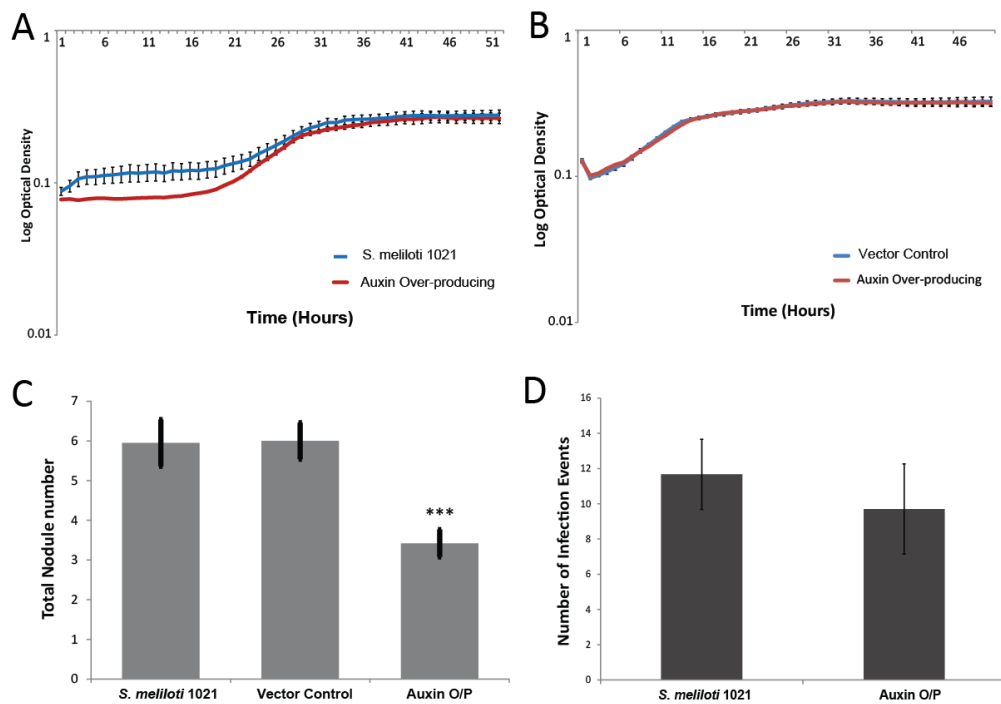 A
1
1 6 11 16 21 26 31 36 41 46 51
Log Optical Density
0.1
S. meliloti 1021
Auxin Over-producing
Time (Hours)
0.01
B
1
1 6 11 16 21 26 31 36 41 46
Log Optical Density
0.1
Vector Control
Auxin Over-producing
Time (Hours)
0.01
C
Total Nodule number
7
6
5
4
3
2
1
0
***
S. meliloti 1021
Vector Control
Auxin O/P
D
Number of Infection Events
16
14
12
10
8
6
4
2
0
S. meliloti 1021
Auxin O/P